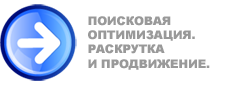 ПОИСКОВАЯ
ОПТИМИЗАЦИЯ.
РАСКРУТКА
И ПРОДВИЖЕНИЕ.